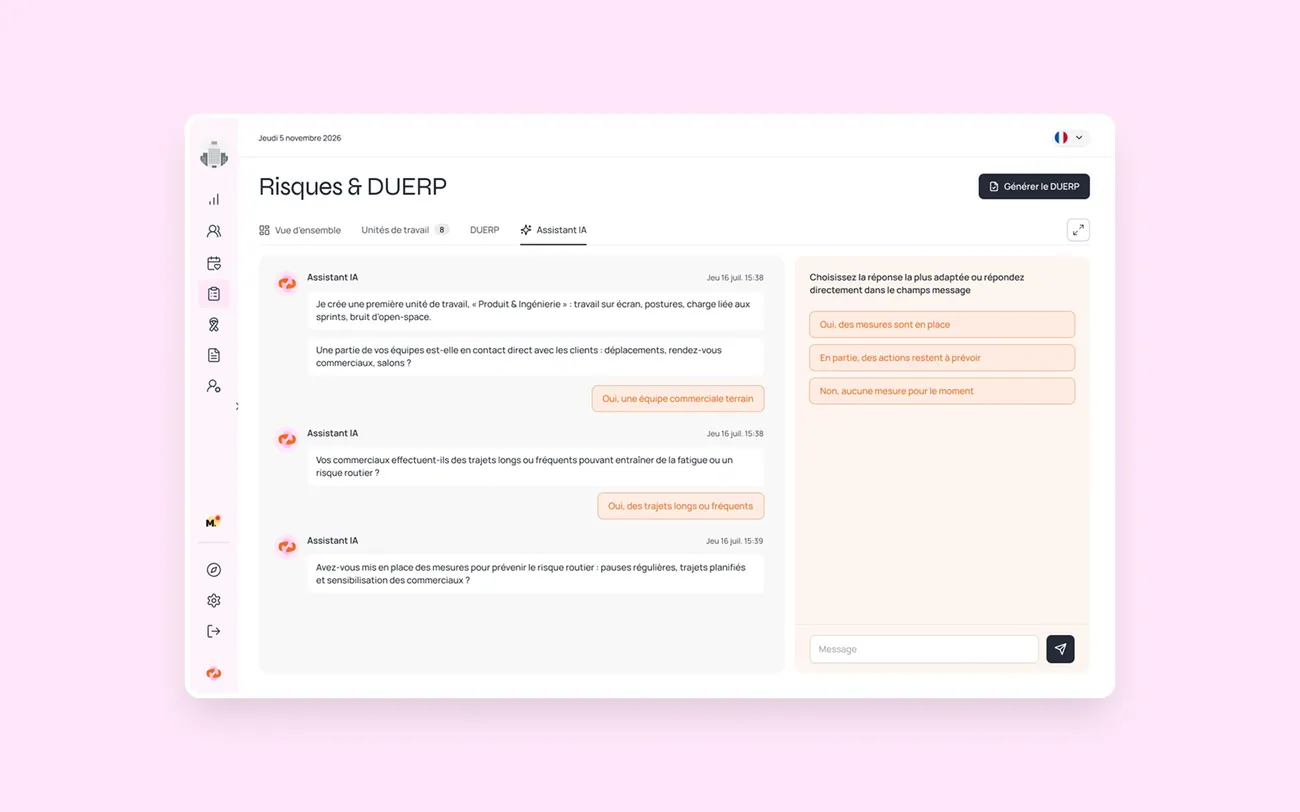 Jeudi 5 novembre 2026
Risques & DUERP
Générer le DUERP
Vue d'ensemble
Unités de travail 8
DUERP
Assistant IA
Assistant IA
Jeu 16 juil. 15:38
Je crée une première unité de travail, « Produit & Ingénierie » : travail sur écran, postures, charge liée aux
sprints, bruit d'open-space.
Une partie de vos équipes est-elle en contact direct avec les clients : déplacements, rendez-vous
commerciaux, salons ?
Oui, une équipe commerciale terrain
Assistant IA
Jeu 16 juil. 15:38
Vos commerciaux effectuent-ils des trajets longs ou fréquents pouvant entraîner de la fatigue ou un
risque routier ?
Oui, des trajets longs ou fréquents
Assistant IA
Jeu 16 juil. 15:39
Avez-vous mis en place des mesures pour prévenir le risque routier : pauses régulières, trajets planifiés
et sensibilisation des commerciaux ?
Choisissez la réponse la plus adaptée ou répondez
directement dans le champs message
Oui, des mesures sont en place
En partie, des actions restent à prévoir
Non, aucune mesure pour le moment
Message
M.